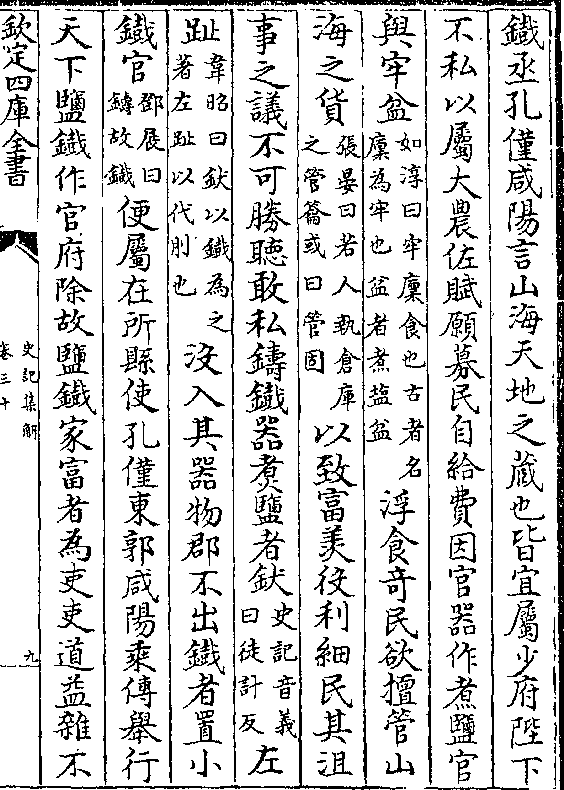 鐵丞孔僅咸陽言山海天地之藏也皆宜屬少府陛下
不私以屬大農佐賦願募民自給費因官器作煮鹽官
與牢盆如淳曰牢廩食也古者名廩為牢也盆者煮盐盆浮食奇民欲擅管山
海之貨張晏曰若人執倉庫之管籥或曰管固以致富羡役利細民其沮
事之議不可勝聽敢私鑄鐵器煑鹽者釱史記音義曰徒計反左
趾韋昭曰釱以鐵為之著左趾以代刖也沒入其器物郡不出鐵者置小
鐵官鄧展曰鑄故鐵便屬在所縣使孔僅東郭咸陽乘傳舉行
天下鹽鐵作官府除故鹽鐵家富者為吏吏道益雜不
欽定四庫全書
史記集解
卷三十
九